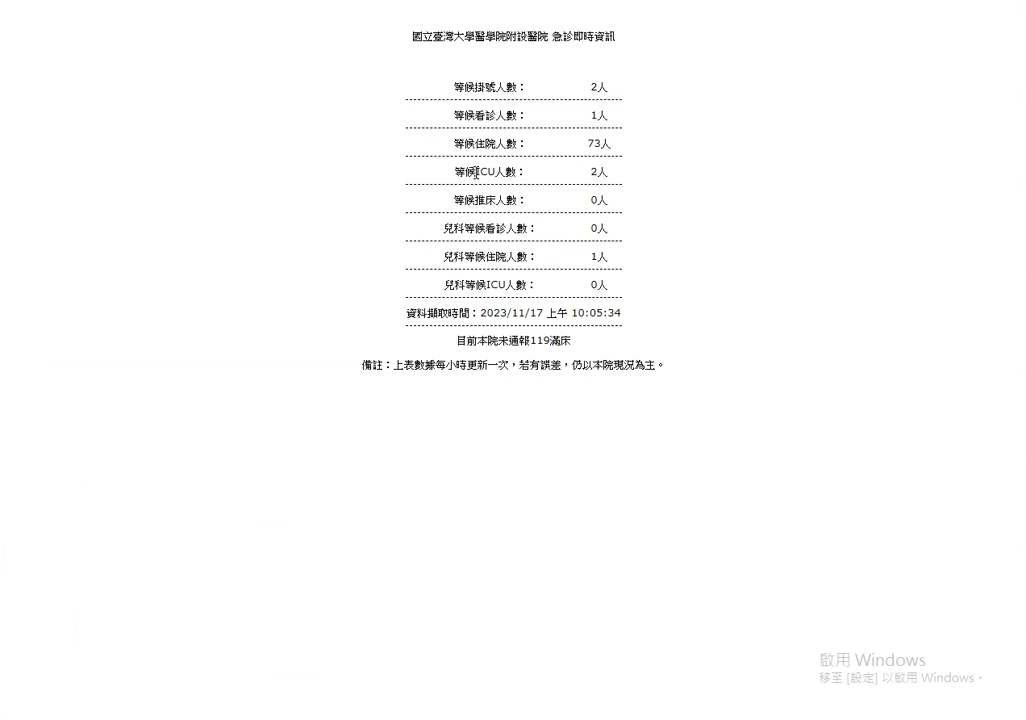 國立臺灣大學醫學院附設醫院 急診即時資訊
等候掛號人數： 2人
等候看診人數： 1人
等候住院人數： 73人
等候ICU人數： 2人
等候推床人數： 0人
兒科等候看診人數： 0人
兒科等候住院人數： 1人
兒科等候ICU人數： 0人
資料擷取時間：2023/11/17 上午 10:05:34
目前本院未通報119滿床
備註：上表數據每小時更新一次，若有誤差，仍以本院現況為主。
啟用 Windows
移至 [設定] 以啟用 Windows。